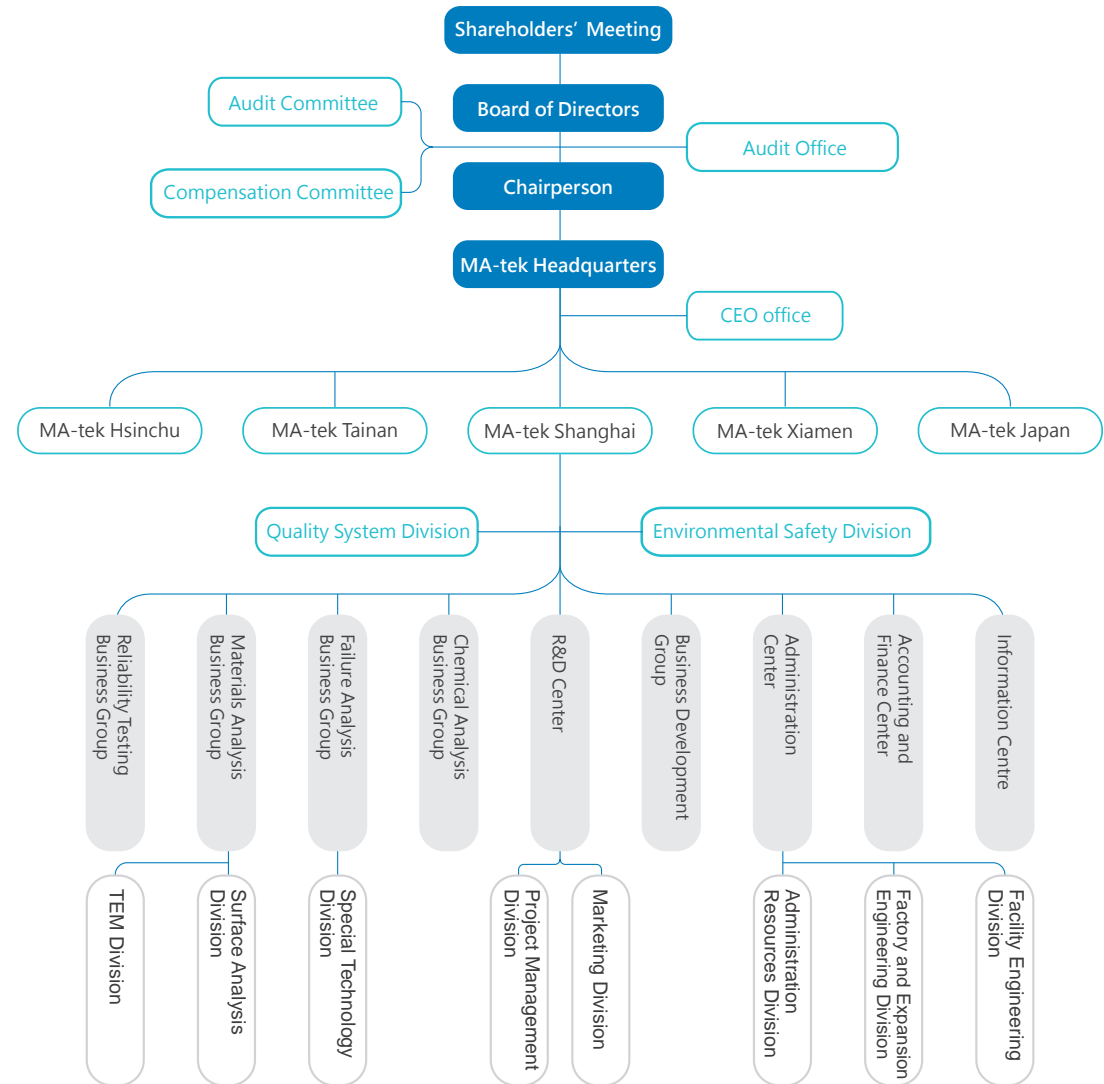 Shareholders’ Meeting
Audit Committee
Board of Directors
Audit Office
Compensation Committee
Chairperson
MA-tek Headquarters
CEO office
MA-tek Hsinchu
MA-tek Tainan
MA-tek Shanghai
MA-tek Xiamen
MA-tek Japan
Quality System Division
Environmental Safety Division
Reliability Testing
Business Group
Materials Analysis
Business Group
Failure Analysis
Business Group
Chemical Analysis
Business Group
R&D Center
Business Development
Group
Administration
Center
Accounting and
Finance Center
Information Centre
TEM Division
Surface Analysis
Division
Special Technology
Division
Project Management
Division
Marketing Division
Administration
Resources Division
Factory and Expansion
Engineering Division
Facility Engineering
Division